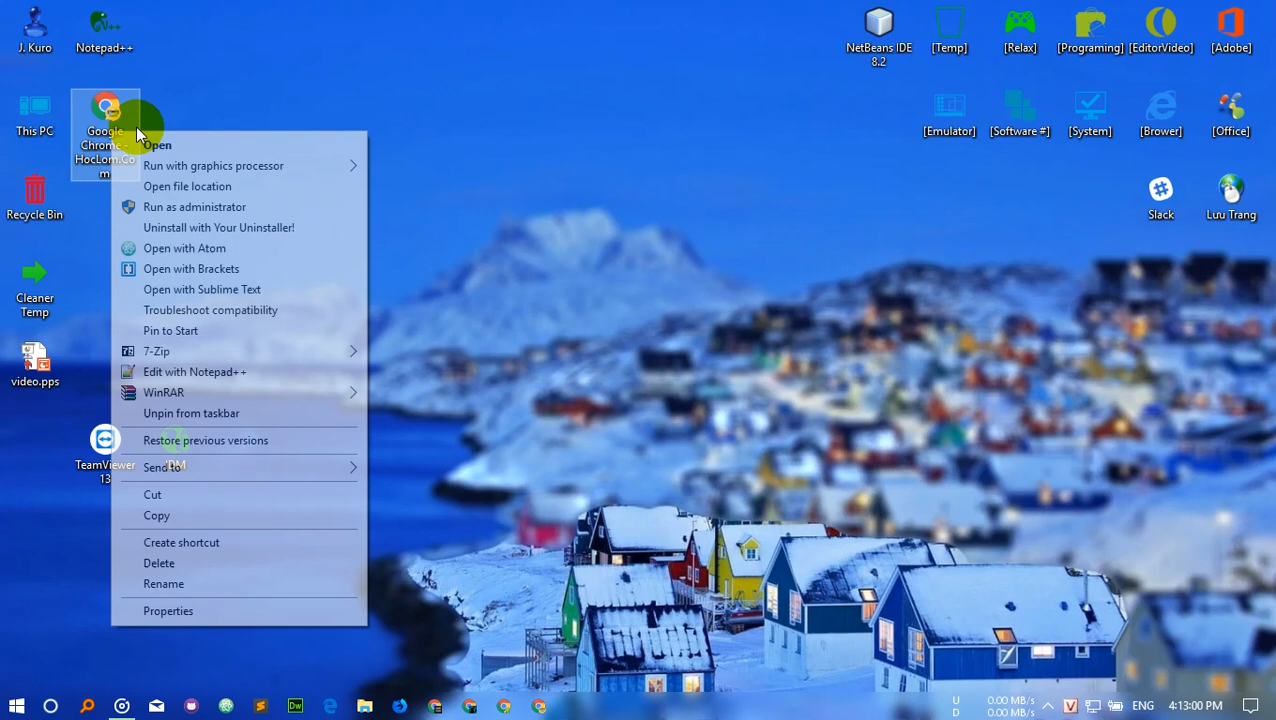 J. Kuro
Notepad++
NetBeans IDE
8.2
[Temp]
[Relax]
[Programing]
[EditorVideo]
[Adobe]
This PC
Google
Chrome -
HocLom.Co
m
[Emulator]
[Software #]
[System]
[Brower]
[Office]
Recycle Bin
Slack
Lưu Trang
Cleaner
Temp
video.pps
TeamViewer
13
IDM
Open
Run with graphics processor
Open file location
Run as administrator
Uninstall with Your Uninstaller!
Open with Atom
Open with Brackets
Open with Sublime Text
Troubleshoot compatibility
Pin to Start
7-Zip
Edit with Notepad++
WinRAR
Unpin from taskbar
Restore previous versions
Send to
Cut
Copy
Create shortcut
Delete
Rename
Properties
Dw
U 0.00 MB/s
D 0.00 MB/s
V
ENG
4:13:00 PM